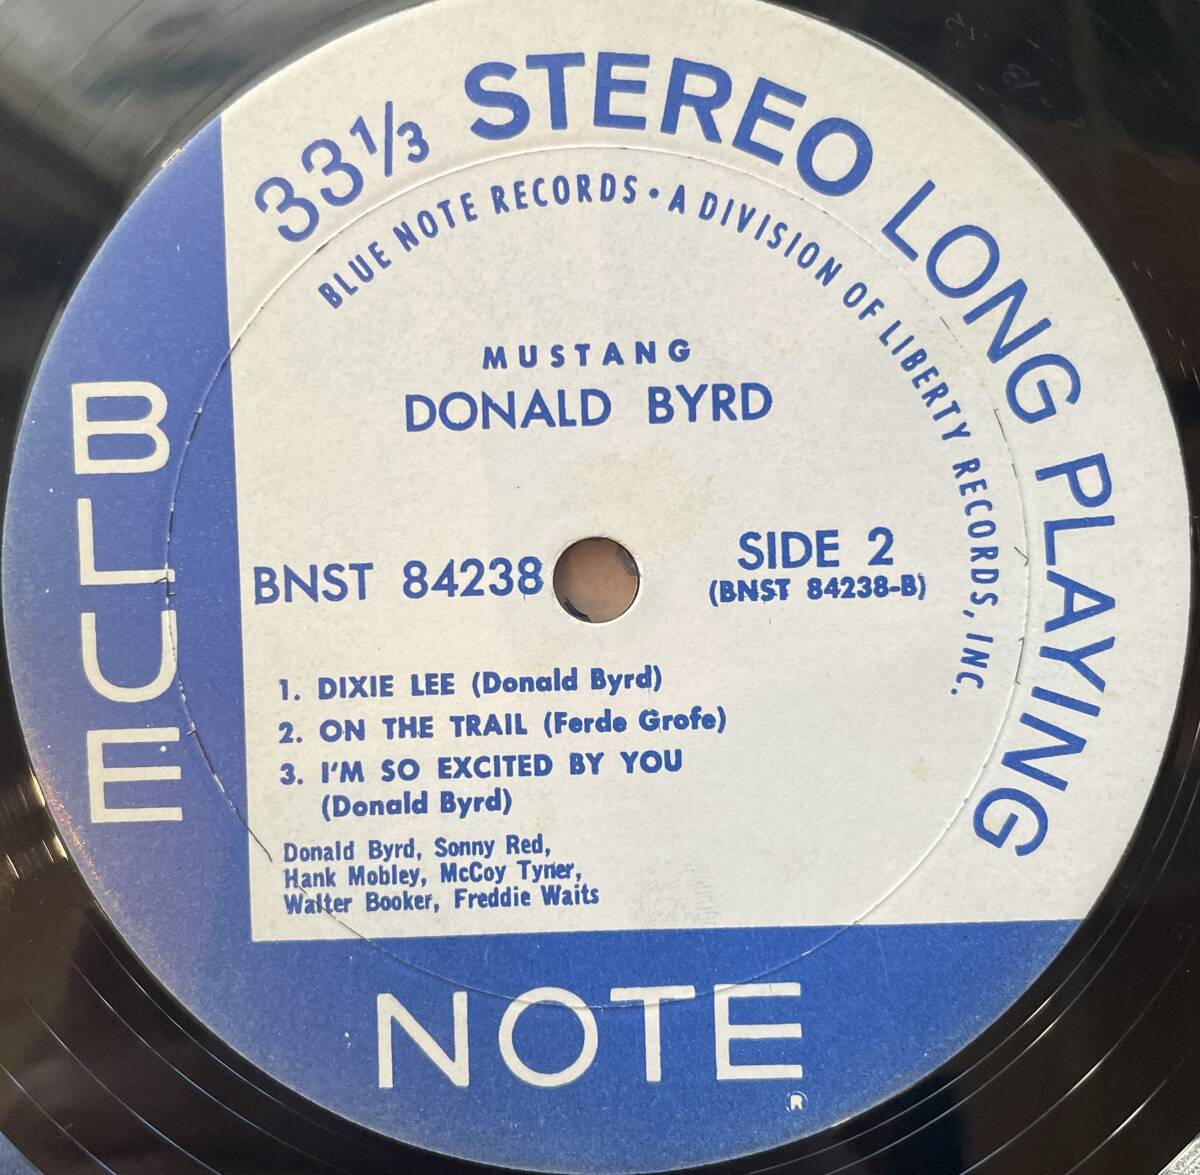 33⅓ STEREO LONG PLAYING
BLUE NOTE RECORDS • A DIVISION OF LIBERTY RECORDS, INC.
MUSTANG
DONALD BYRD
BNST 84238
SIDE 2
(BNST 84238-B)
1. DIXIE LEE (Donald Byrd)
2. ON THE TRAIL (Ferde Grofe)
3. I'M SO EXCITED BY YOU
(Donald Byrd)
Donald Byrd, Sonny Red,
Hank Mobley, McCoy Tyner,
Walter Booker, Freddie Waits
BLUE
NOTE
®